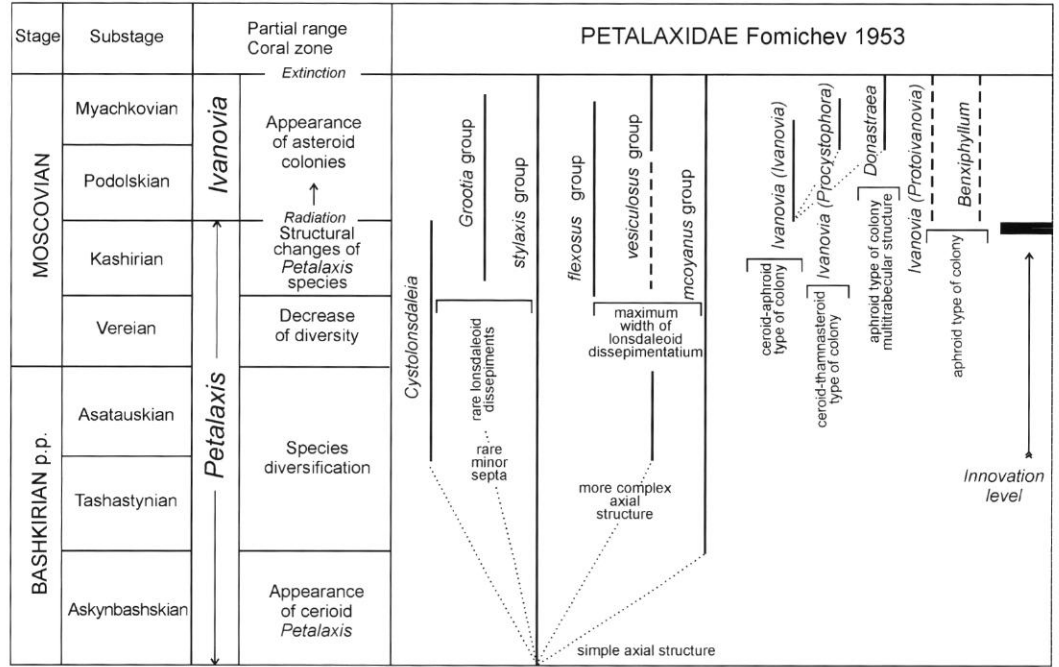 Stage
Substage
Partial range
Coral zone
PETALAXIDAE Fomichev 1953
MOSCOVIAN
BASHKIRIAN p.p.
Myachkovian
Podolskian
Kashirian
Vereian
Asatauskian
Tashastynian
Askynbashskian
Ivanovia
Petalaxis
Extinction
Appearance
of asteroid
colonies
Radiation
Structural
changes of
Petalaxis
species
Decrease
of diversity
Species
diversification
Appearance
of cerioid
Petalaxis
Cystolonsdaleia
Grootia group
stylaxis group
rare lonsdaleoid
dissepiments
rare
minor
septa
flexosus group
vesiculosus group
mcoyanus group
maximum
width of
lonsdaleoid
dissepimentatium
more complex
axial
structure
simple axial structure
Ivanovia (Ivanovia)
ceroid-aphroid
type of colony
Ivanovia (Procystophora)
ceroid-thamnasteroid
type of colony
Donastraea
aphroid type of colony
multitrabecular structure
Ivanovia (Protoivanovia)
Benxiphyllum
aphroid type of colony
Innovation
level